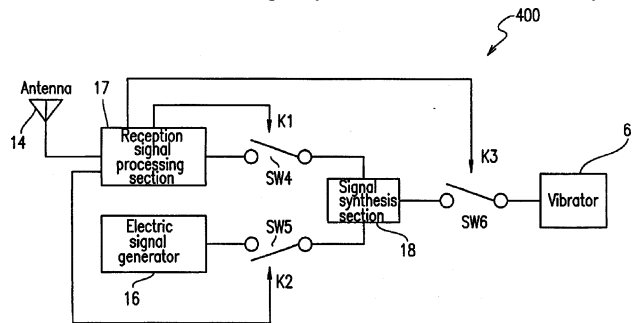 400
Antenna
14
17
Reception
signal
processing
section
K1
SW4
K3
6
Signal
synthesis
section
18
SW6
Vibrator
Electric
signal
generator
16
SW5
K2